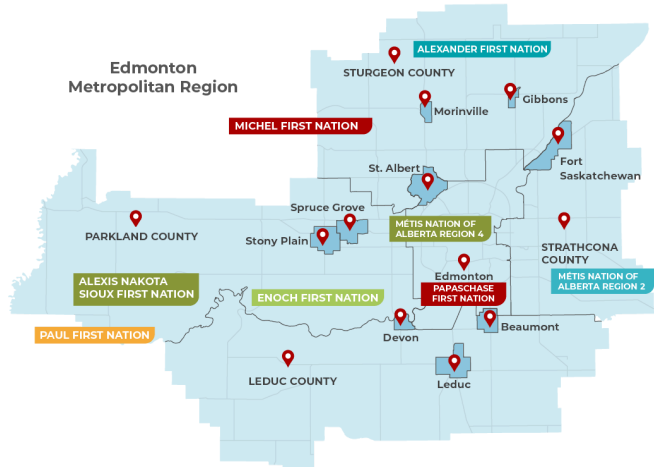 Edmonton
Metropolitan Region
ALEXANDER FIRST NATION
STURGEON COUNTY
Gibbons
Morinville
MICHEL FIRST NATION
Fort
Saskatchewan
St. Albert
Spruce Grove
PARKLAND COUNTY
Stony Plain
MÉTIS NATION OF
ALBERTA REGION 4
STRATHCONA
COUNTY
Edmonton
MÉTIS NATION OF
ALBERTA REGION 2
ALEXIS NAKOTA
SIOUX FIRST NATION
ENOCH FIRST NATION
PAPASCHASE
FIRST NATION
PAUL FIRST NATION
Devon
Beaumont
LEDUC COUNTY
Leduc